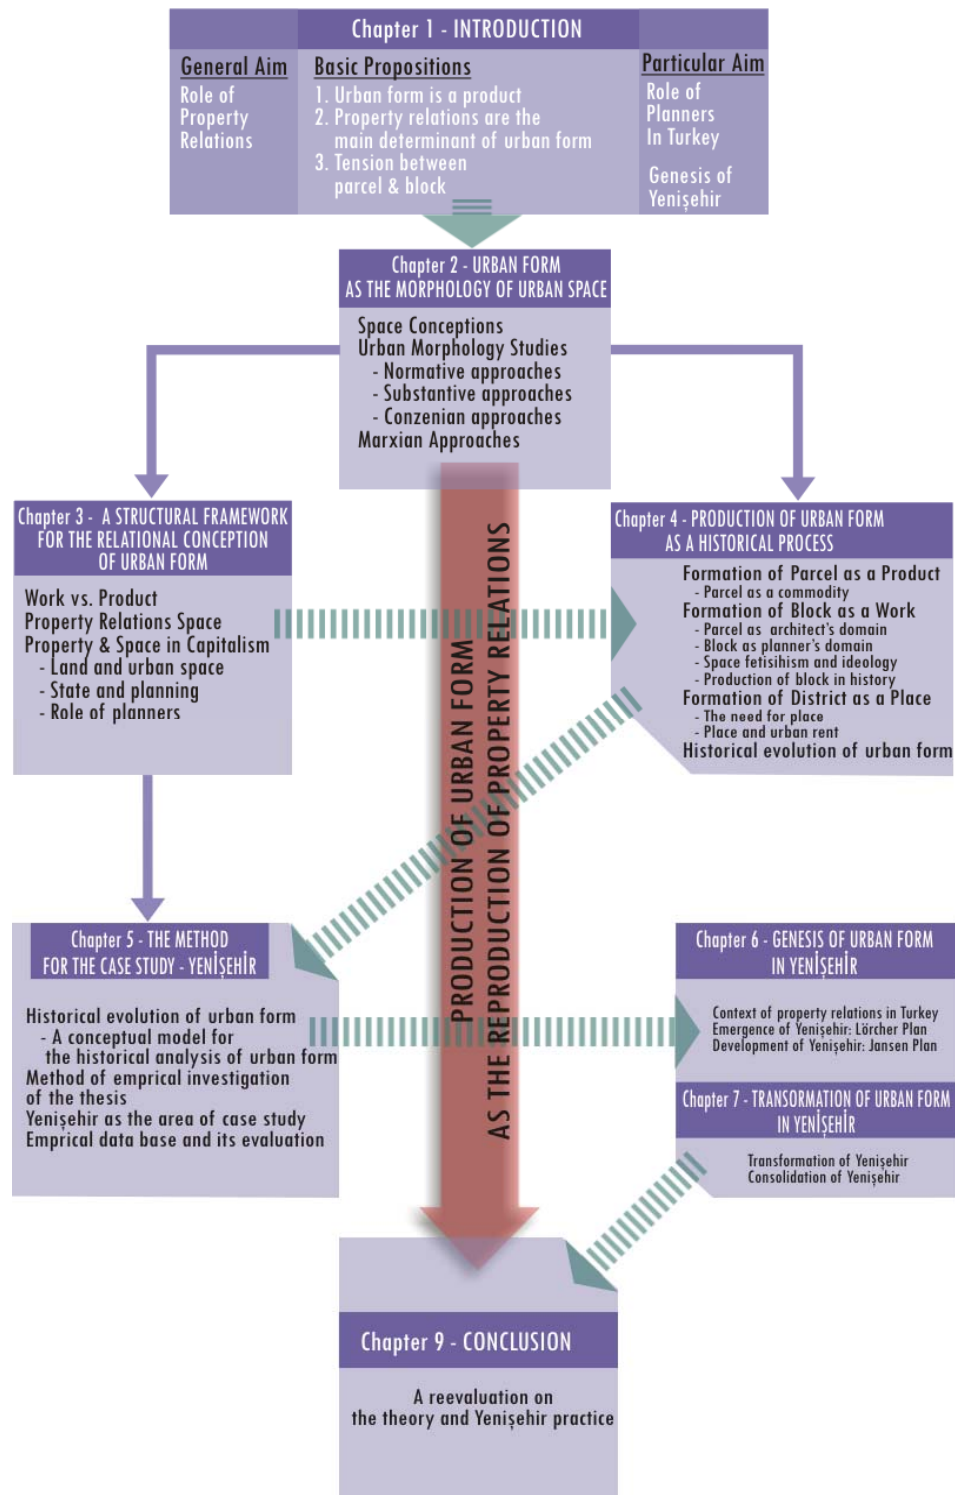 Chapter 1 - INTRODUCTION
General Aim
Role of
Property
Relations
Basic Propositions
1. Urban form is a product
2. Property relations are the
main determinant of urban form
3. Tension between
parcel & block
Particular Aim
Role of
Planners
In Turkey
Genesis of
Yenişehir
Chapter 2 - URBAN FORM
AS THE MORPHOLOGY OF URBAN SPACE
Space Conceptions
Urban Morphology Studies
- Normative approaches
- Substantive approaches
- Conzenian approaches
Marxian Approaches
Chapter 3 - A STRUCTURAL FRAMEWORK
FOR THE RELATIONAL CONCEPTION
OF URBAN FORM
Work vs. Product
Property Relations Space
Property & Space in Capitalism
- Land and urban space
- State and planning
- Role of planners
Chapter 4 - PRODUCTION OF URBAN FORM
AS A HISTORICAL PROCESS
Formation of Parcel as a Product
- Parcel as a commodity
Formation of Block as a Work
- Parcel as architect's domain
- Block as planner's domain
- Space fetisihism and ideology
- Production of block in history
Formation of District as a Place
- The need for place
- Place and urban rent
Historical evolution of urban form
PRODUCTION OF URBAN FORM
AS THE REPRODUCTION OF PROPERTY RELATIONS
Chapter 5 - THE METHOD
FOR THE CASE STUDY - YENİŞEHİR
Historical evolution of urban form
- A conceptual model for
the historical analysis of urban form
Method of emprical investigation
of the thesis
Yenişehir as the area of case study
Emprical data base and its evaluation
Chapter 6 - GENESIS OF URBAN FORM
IN YENİŞEHİR
Context of property relations in Turkey
Emergence of Yenişehir: Lörcher Plan
Development of Yenişehir: Jansen Plan
Chapter 7 - TRANSORMATION OF URBAN FORM
IN YENİŞEHİR
Transformation of Yenişehir
Consolidation of Yenişehir
Chapter 9 - CONCLUSION
A reevaluation on
the theory and Yenişehir practice